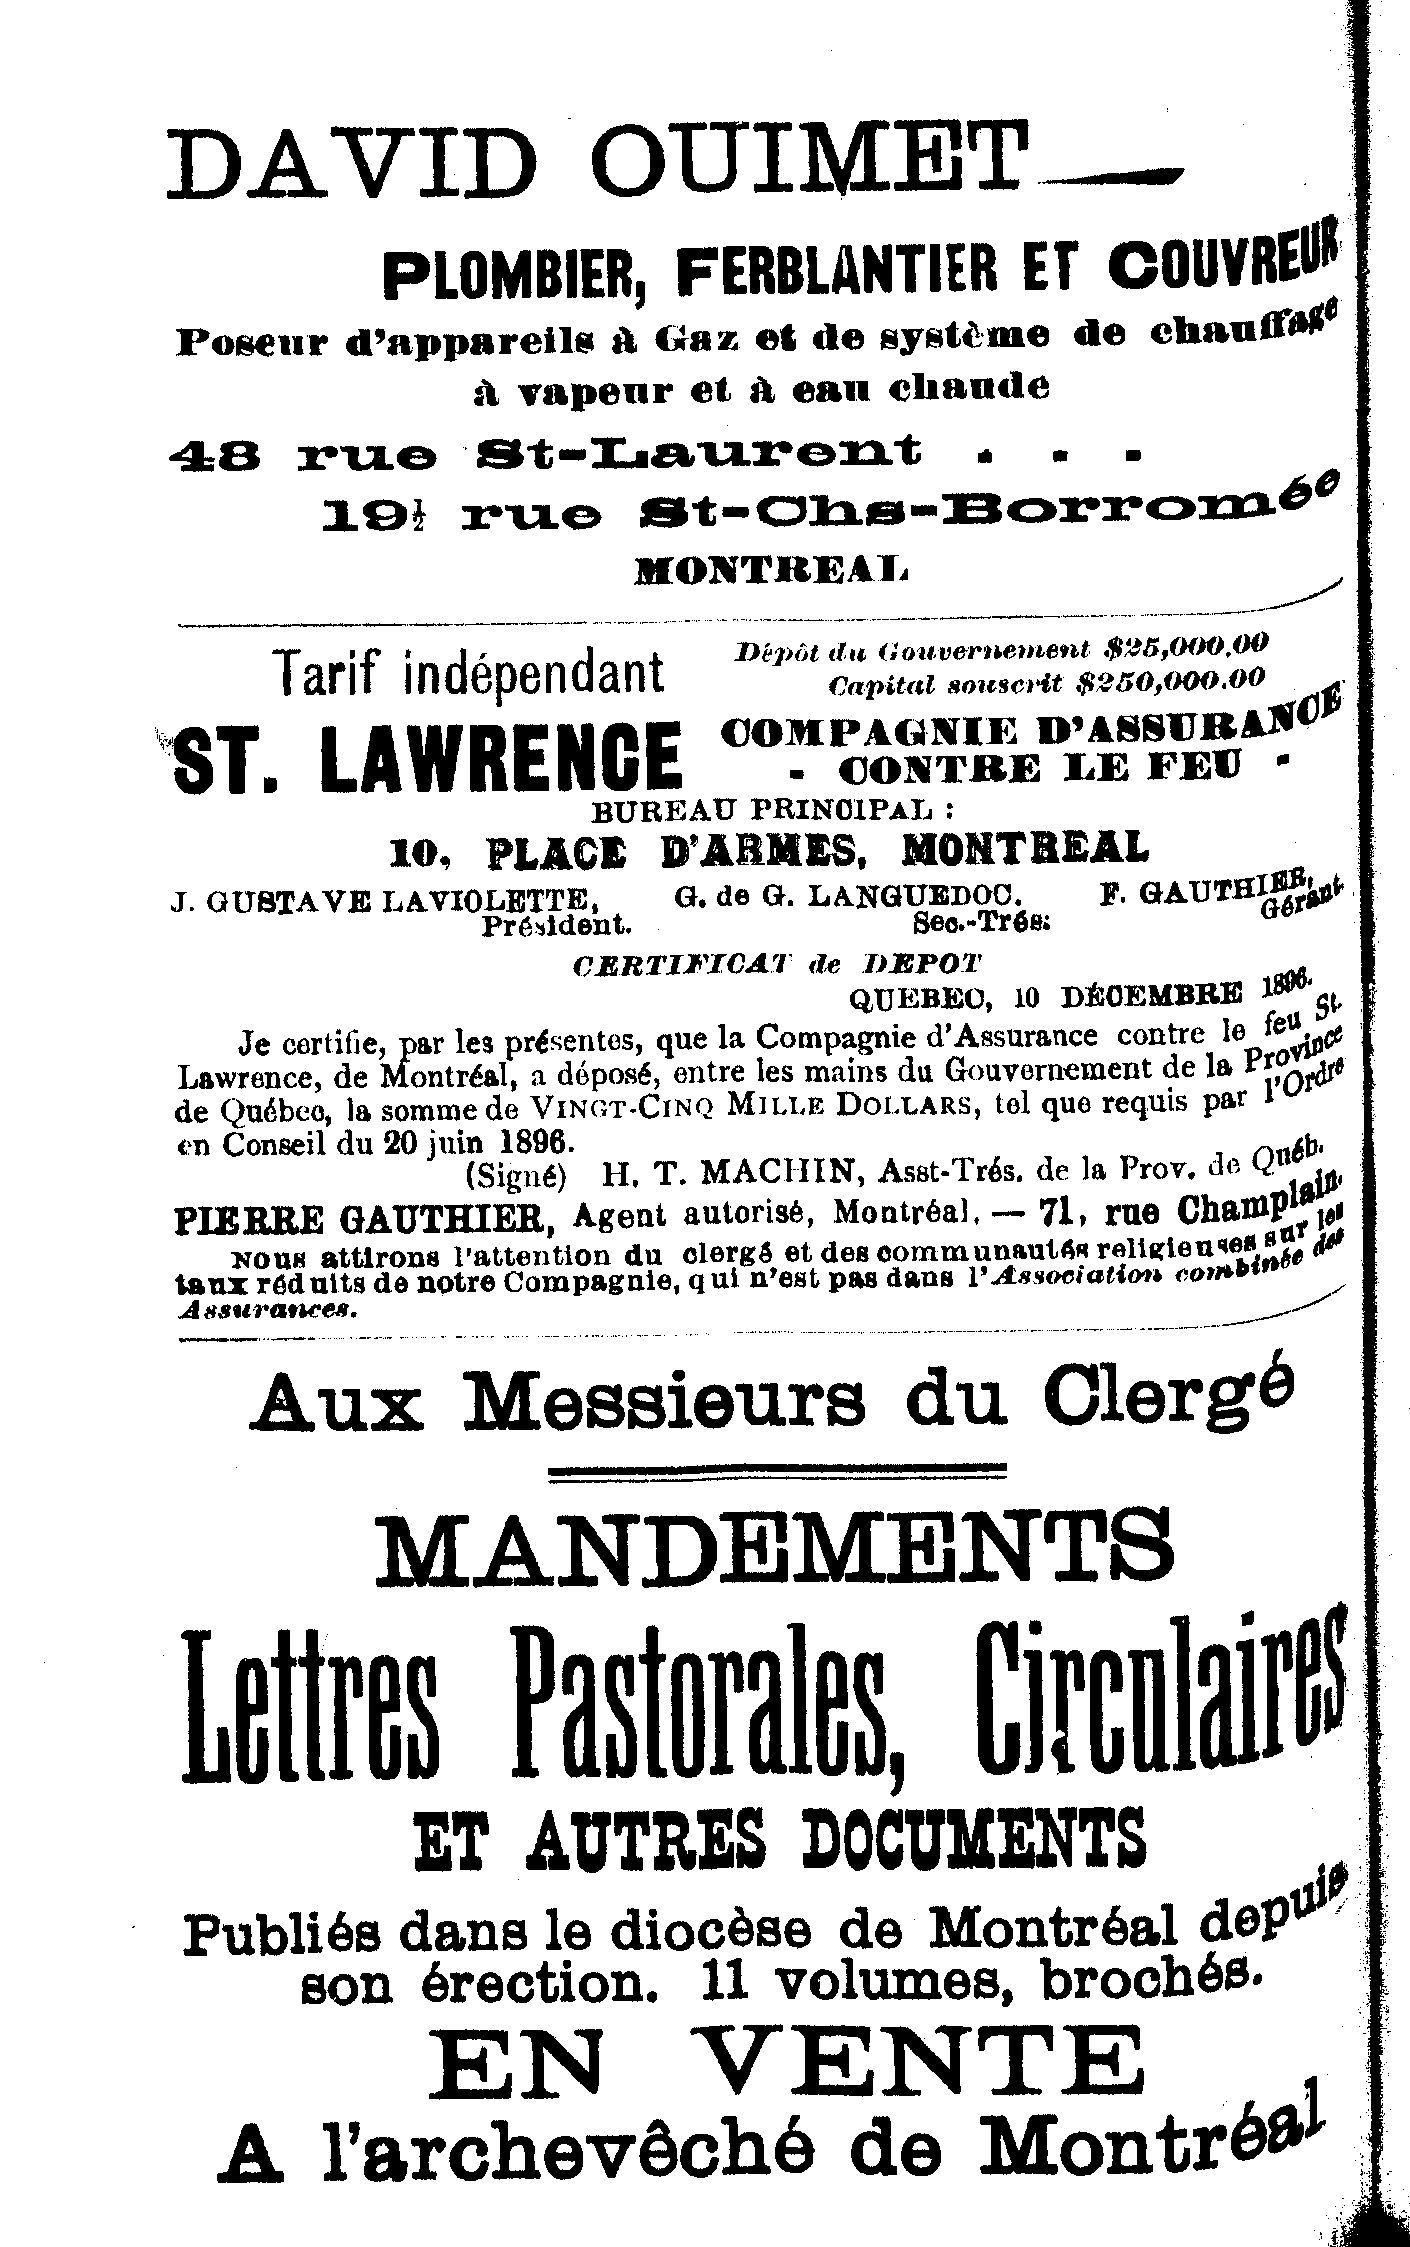 DAVID OUIMET
PLOMBIER, FERBLANTIER ET COUVREUR
Poseur d'appareils à Gaz et de système de chauffage
à vapeur et à eau chaude
48 rue St-Laurent . . .
19½ rue St-Chs-Borromée
MONTREAL
Tarif indépendant
Dépôt du Gouvernement $25,000.00
Capital souscrit $250,000.00
ST. LAWRENCE
COMPAGNIE D'ASSURANCE
- CONTRE LE FEU -
BUREAU PRINCIPAL :
10, PLACE D'ARMES, MONTREAL
J. GUSTAVE LAVIOLETTE, G. de G. LANGUEDOC. F. GAUTHIER,
Président. Sec.-Trés: Gérant.
CERTIFICAT de DEPOT
QUEBEC, 10 DÉCEMBRE 1896.
Je certifie, par les présentes, que la Compagnie d'Assurance contre le feu St.
Lawrence, de Montréal, a déposé, entre les mains du Gouvernement de la Province
de Québec, la somme de VINGT-CINQ MILLE DOLLARS, tel que requis par l'Ordre
en Conseil du 20 juin 1896.
(Signé) H. T. MACHIN, Asst-Trés. de la Prov. de Québ.
PIERRE GAUTHIER, Agent autorisé, Montréal. — 71, rue Champlain.
Nous attirons l'attention du clergé et des communautés religieuses sur les
taux réduits de notre Compagnie, qui n'est pas dans l'Association combinée des
Assurances.
Aux Messieurs du Clergé
MANDEMENTS
Lettres Pastorales, Circulaires
ET AUTRES DOCUMENTS
Publiés dans le diocèse de Montréal depuis
son érection. 11 volumes, brochés.
EN VENTE
A l'archevêché de Montréal